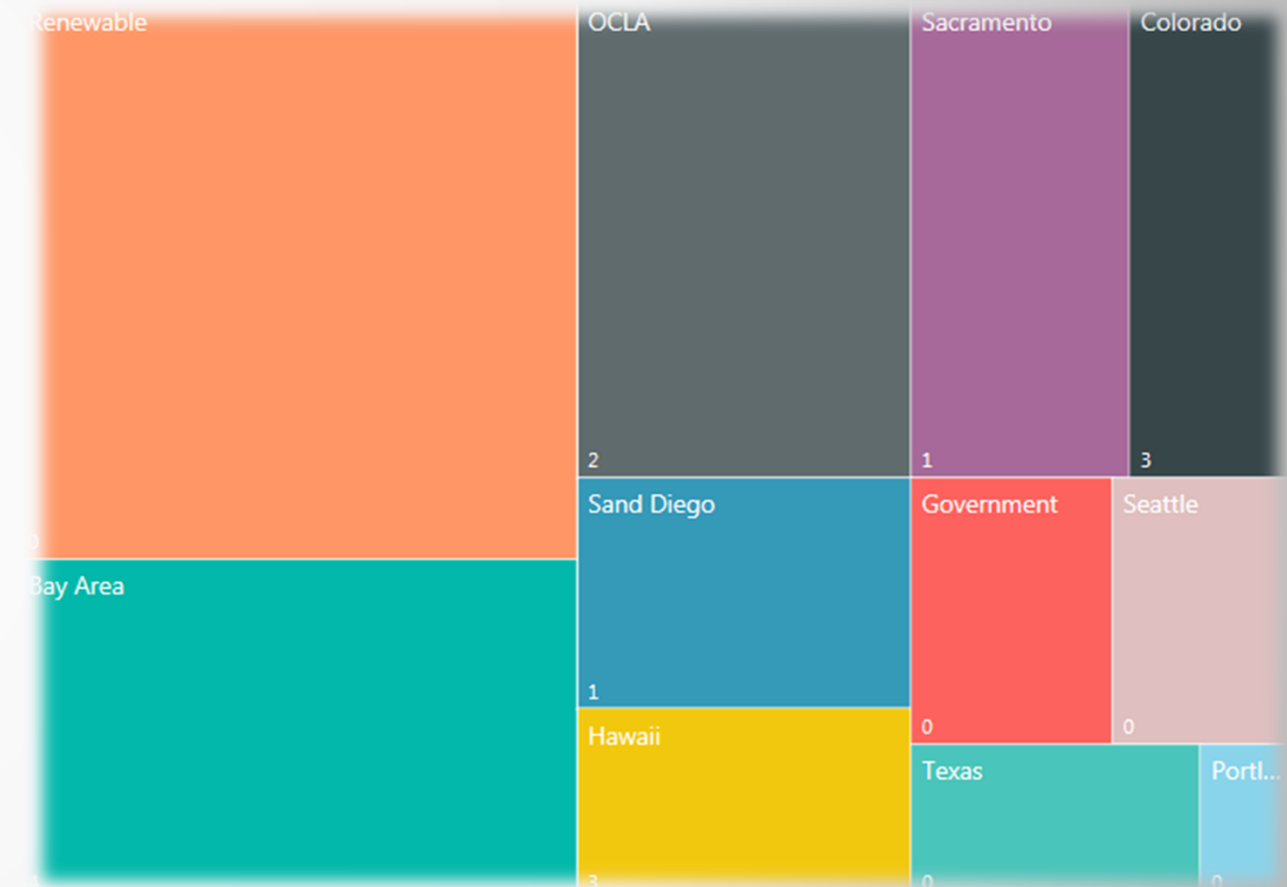 Renewable
0
Bay Area
OCLA
2
Sand Diego
1
Hawaii
3
Sacramento
1
Colorado
3
Government
0
Seattle
0
Texas
0
Portl...
0